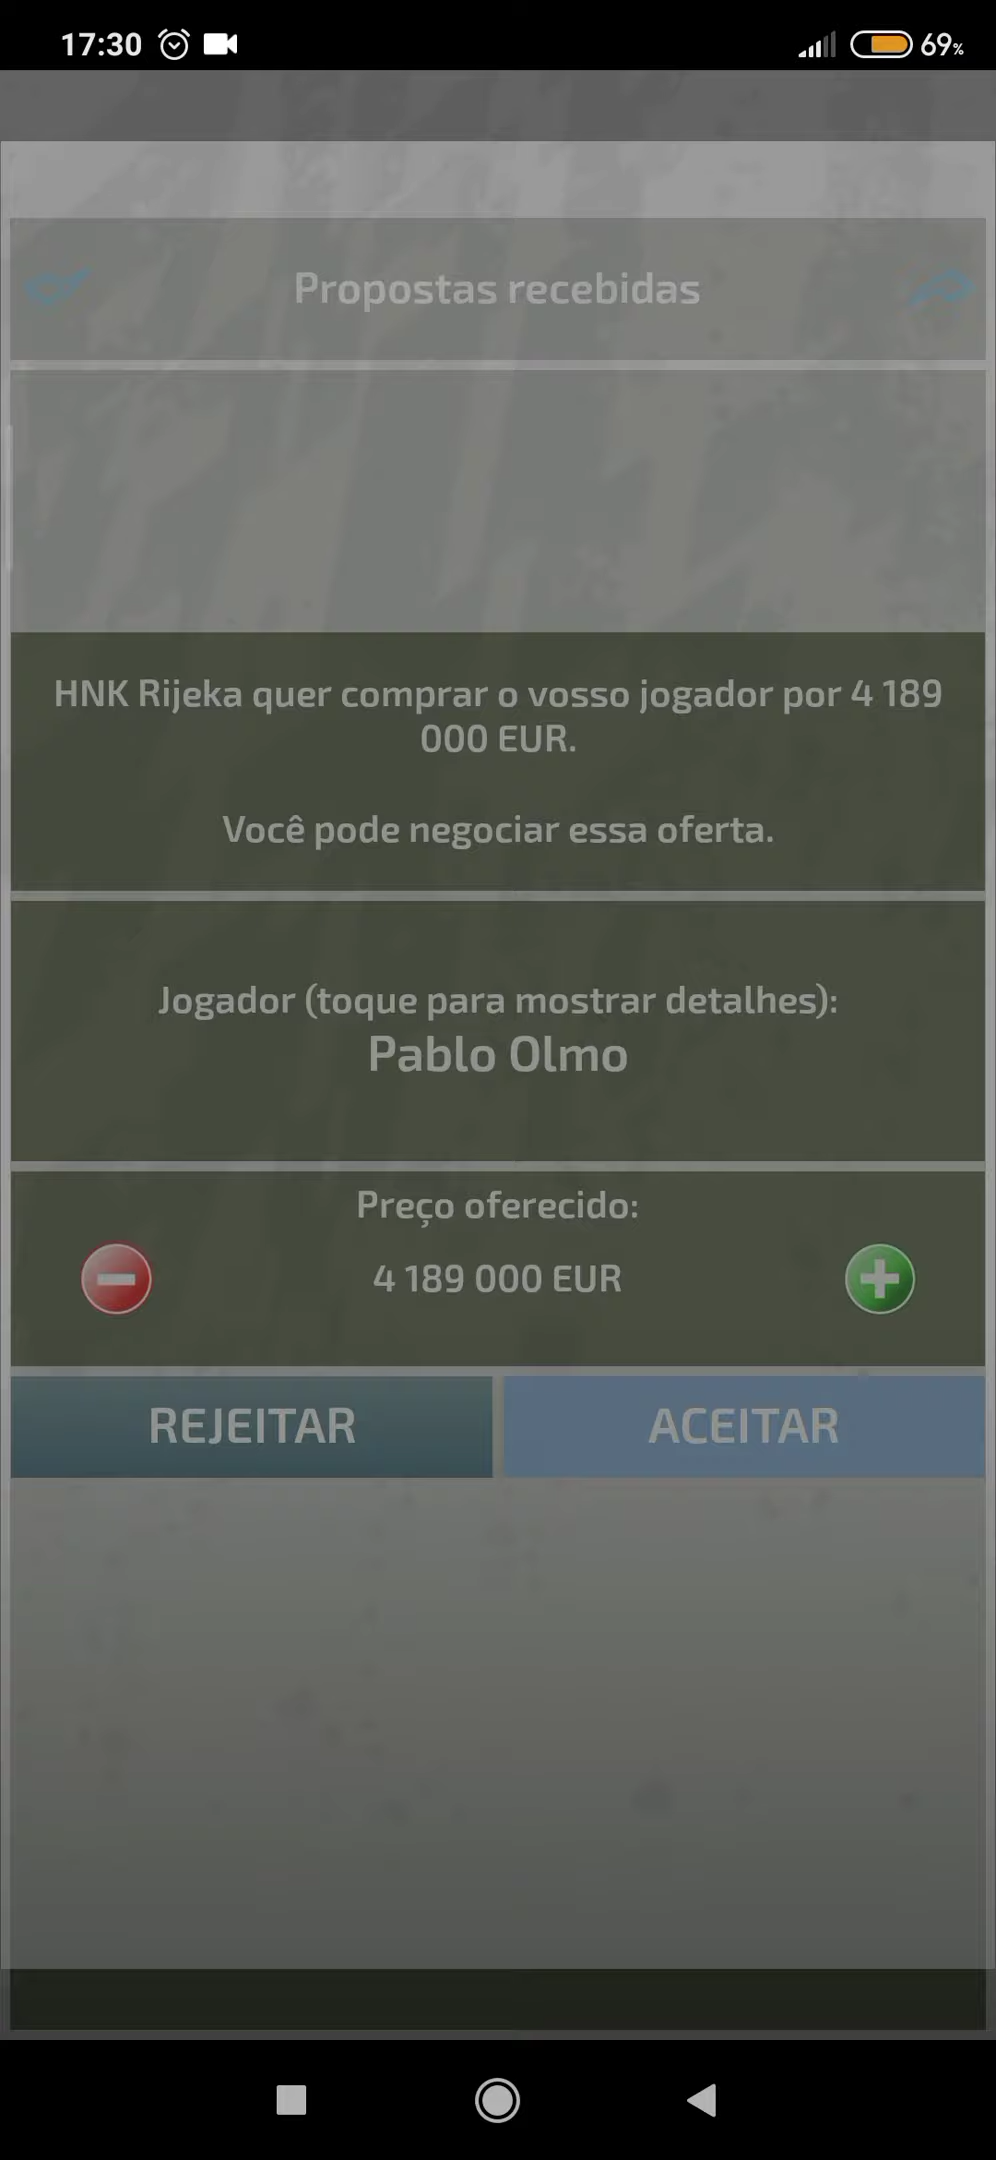 17:30
69%
Propostas recebidas
HNK Rijeka quer comprar o vosso jogador por 4 189
000 EUR.
Você pode negociar essa oferta.
Jogador (toque para mostrar detalhes):
Pablo Olmo
Preço oferecido:
4 189 000 EUR
REJEITAR
ACEITAR